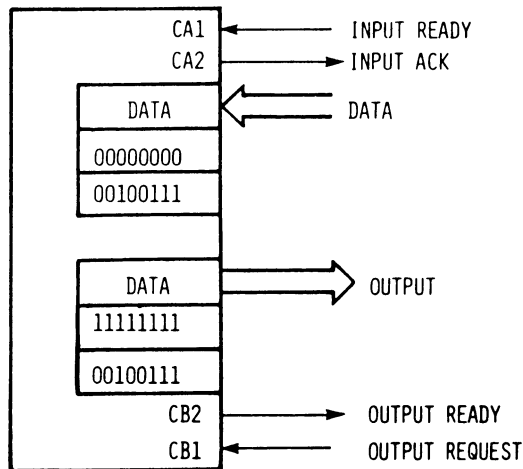 CA1 INPUT READY
CA2 INPUT ACK
DATA DATA
00000000
00100111
DATA OUTPUT
11111111
00100111
CB2 OUTPUT READY
CB1 OUTPUT REQUEST